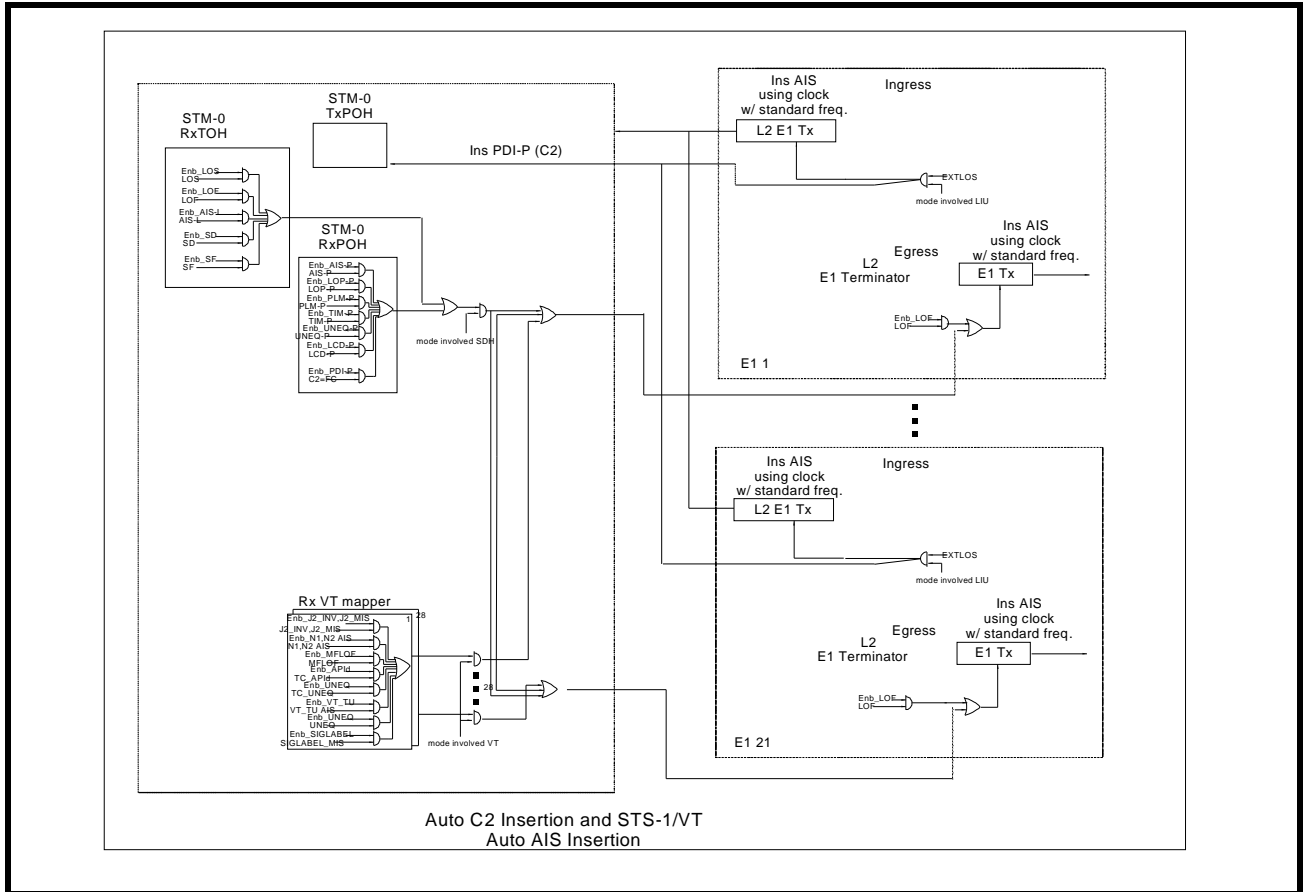 STM-0
TxPOH
STM-0
RxTOH
Enb_LOS
LOS
Enb_LOF
LOF
Enb_AIS-L
AIS-L
Enb_SD
SD
Enb_SF
SF
Ins PDI-P (C2)
STM-0
RxPOH
Enb_AIS-P
AIS-P
Enb_LOP-P
LOP-P
Enb_PLM-P
PLM-P
Enb_TIM-P
TIM-P
Enb_UNEQ-P
UNEQ-P
Enb_LCD-P
LCD-P
Enb_PDI-P
C2=FC
mode involved SDH
Rx VT mapper
1
28
Enb_J2_INV,J2_MIS
J2_INV,J2_MIS
Enb_N1,N2 AIS
N1,N2 AIS
Enb_MFLOF
MFLOF
Enb_APId
TC_APId
Enb_UNEQ
TC_UNEQ
Enb_VT_TU
VT_TU AIS
Enb_UNEQ
UNEQ
Enb_SIGLABEL
SIGLABEL_MIS
28
mode involved VT
Ins AIS
using clock
w/ standard freq.
Ingress
L2 E1 Tx
EXTLOS
mode involved LIU
Ins AIS
using clock
w/ standard freq.
Egress
L2
E1 Terminator
E1 Tx
Enb_LOF
LOF
E1 1
Ins AIS
using clock
w/ standard freq.
Ingress
L2 E1 Tx
EXTLOS
mode involved LIU
Ins AIS
using clock
w/ standard freq.
Egress
L2
E1 Terminator
E1 Tx
Enb_LOF
LOF
E1 21
Auto C2 Insertion and STS-1/VT
Auto AIS Insertion